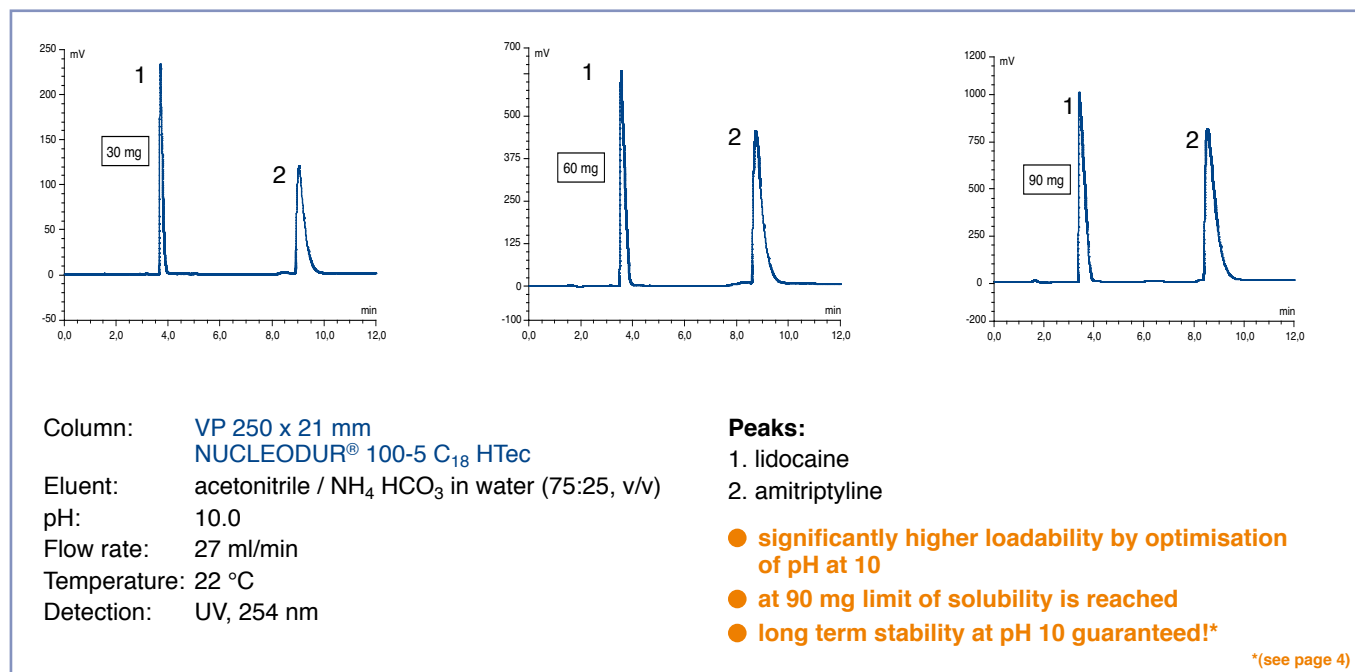 250
mV
1
200
150
30 mg
100
2
50
0
min
-50
0,0 2,0 4,0 6,0 8,0 10,0 12,0
700
mV
1
625
500
2
375
60 mg
250
125
0
min
-100
0,0 2,0 4,0 6,0 8,0 10,0 12,0
1200
mV
1000
1
750
2
500
90 mg
250
0
min
-200
0,0 2,0 4,0 6,0 8,0 10,0 12,0
Column: VP 250 x 21 mm
NUCLEODUR® 100-5 C₁₈ HTec
Eluent: acetonitrile / NH₄ HCO₃ in water (75:25, v/v)
pH: 10.0
Flow rate: 27 ml/min
Temperature: 22 °C
Detection: UV, 254 nm
Peaks:
1. lidocaine
2. amitriptyline
● significantly higher loadability by optimisation
of pH at 10
● at 90 mg limit of solubility is reached
● long term stability at pH 10 guaranteed!*
*(see page 4)